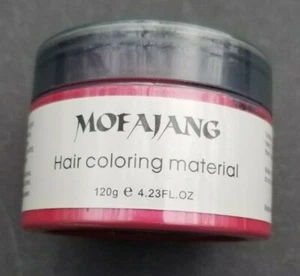 MOFAJANG
Hair coloring material
120g e 4.23FL.OZ